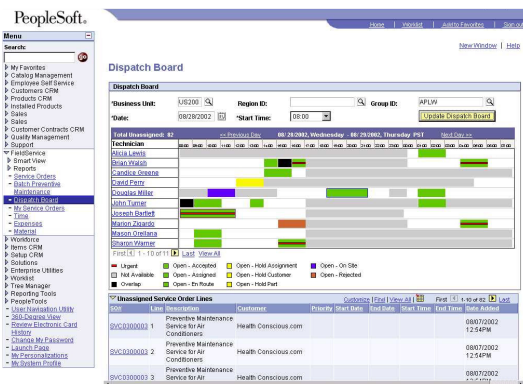 PeopleSoft.
Home | Worklist | Add to Favorites | Sign out
Menu
Search:
New Window | Help
My Favorites
Catalog Management
Employee Self Service
Customers CRM
Products CRM
Installed Products
Sales
Sales
Customer Contracts CRM
Quality Management
Support
FieldService
Smart View
Reports
- Service Orders
- Batch Preventive
Maintenance
- Dispatch Board
- My Service Orders
- Time
- Expenses
- Material
Workforce
Items CRM
Setup CRM
Solutions
Enterprise Utilities
Worklist
Tree Manager
Reporting Tools
PeopleTools
- User Navigation Utility
- 360-Degree View
- Review Electronic Card
History
- Change My Password
- Launch Page
- My Personalizations
- My System Profile
Dispatch Board
Dispatch Board
*Business Unit: US200 Region ID: Group ID: APLW
*Date: 08/28/2002 *Start Time: 08:00 Update Dispatch Board
Total Unassigned: 82 << Previous Day 08/28/2002, Wednesday - 08/29/2002, Thursday PST Next Day >>
Technician
Alicia Lewis
Brian Walsh
Candice Greene
David Perry
Douglas Miller
John Turner
Joseph Bartlett
Marion Zigardo
Mason Orellana
Sharon Warner
First 1 - 10 of 11 Last View All
Urgent Open - Accepted Open - Hold Assignment Open - On Site
Not Available Open - Assigned Open - Hold Customer Open - Rejected
Overlap Open - En Route Open - Hold Part
Unassigned Service Order Lines Customize | Find | View All | First 1-10 of 82 Last
SO# Line Description Customer Priority Start Date End Date Start Time End Time Date Added
SVC0300003 1 Preventive Maintenance Service for Air Conditioners Health Conscious.com 08/07/2002 12:54PM
SVC0300003 2 Preventive Maintenance Service for Air Conditioners Health Conscious.com 08/07/2002 12:54PM
SVC0300003 3 Preventive Maintenance Service for Air Health Conscious.com 08/07/2002